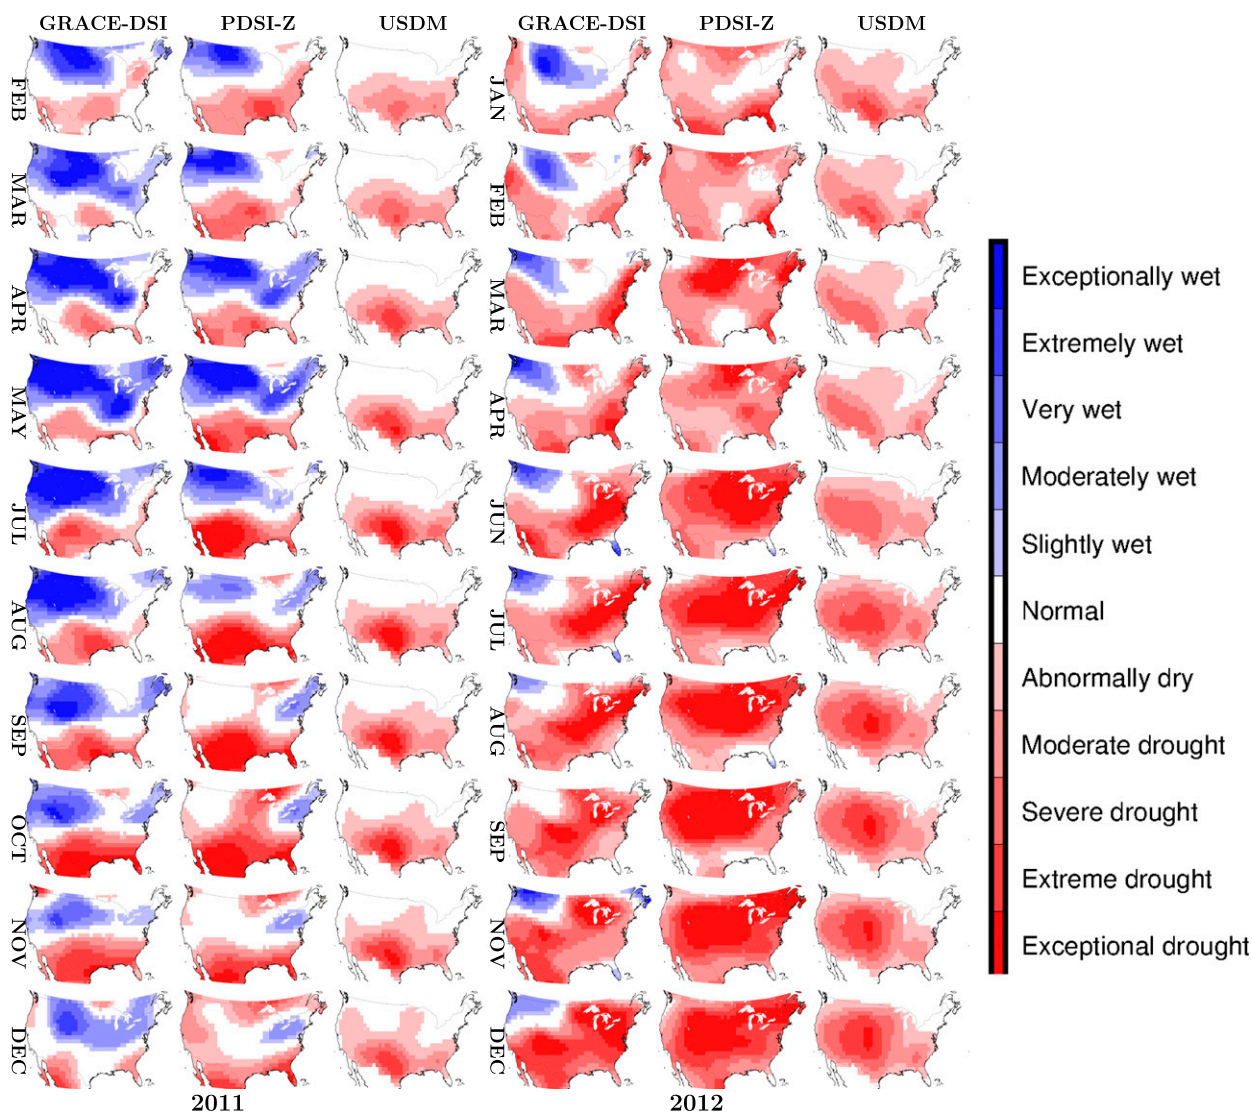 GRACE-DSI PDSI-Z USDM GRACE-DSI PDSI-Z USDM
FEB JAN
MAR FEB
APR MAR
MAY APR
JUL JUN
AUG JUL
SEP AUG
OCT SEP
NOV NOV
DEC DEC
2011 2012
Exceptionally wet
Extremely wet
Very wet
Moderately wet
Slightly wet
Normal
Abnormally dry
Moderate drought
Severe drought
Extreme drought
Exceptional drought